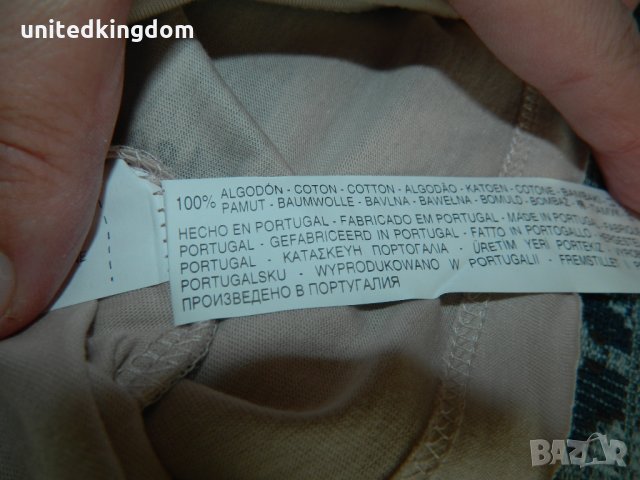 unitedkingdom
100% ALGODÓN - COTON - COTTON - ALGODÃO - KATOEN - COTONE -
PAMUT - BAUMWOLLE - BAVLNA - BAWEŁNA - BOMULD - BOMBAZ
HECHO EN PORTUGAL - FABRICADO EM PORTUGAL - MADE IN PORTUGAL -
PORTUGAL - GEFABRICEERD IN PORTUGAL - FATTO IN PORTOGALLO -
PORTUGAL - ΚΑΤΑΣΚΕΥΗ ΠΟΡΤΟΓΑΛΙΑ - ÜRETIM YERI PORTEKIZ -
PORTUGALSKU - WYPRODUKOWANO W PORTUGALII - FREMSTILLET
ПРОИЗВЕДЕНО В ПОРТУГАЛИЯ
BAZAR